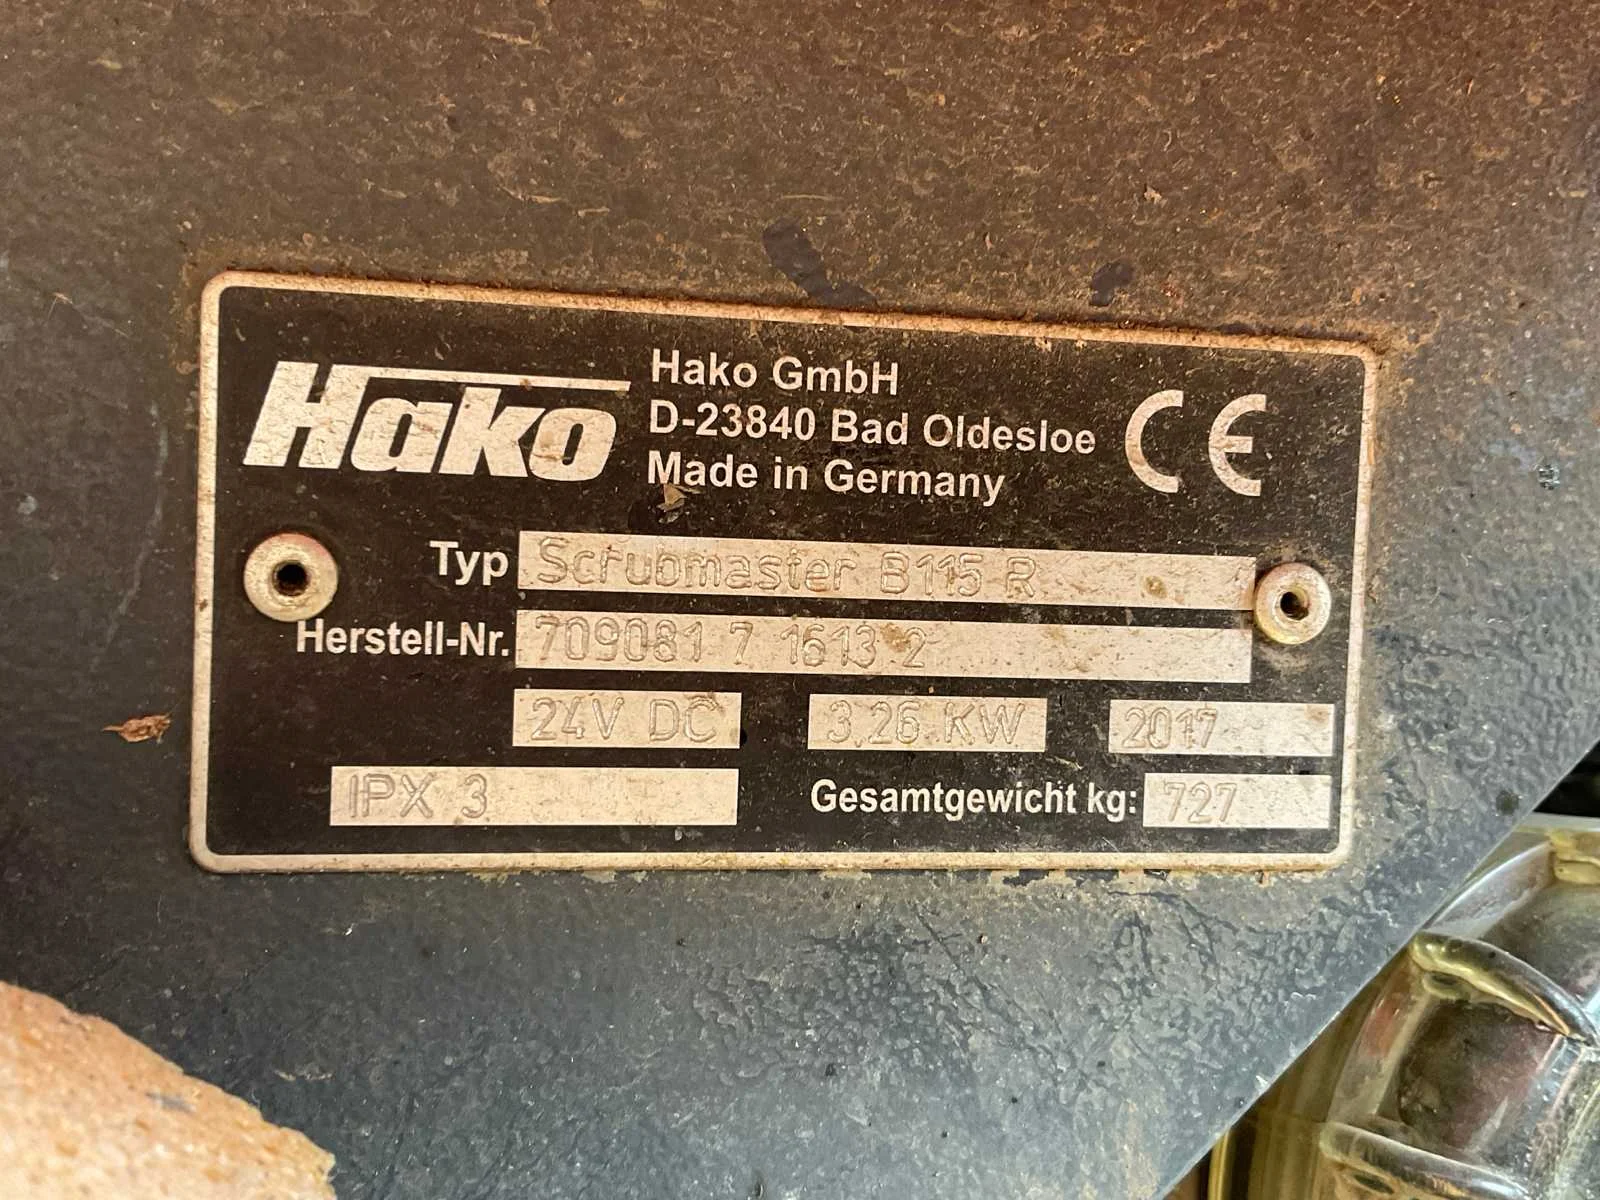 Hako
Hako GmbH
D-23840 Bad Oldesloe
Made in Germany
CE
Typ Scrubmaster B115 R
Herstell-Nr. 709081 7 1613 2
24V DC 3,26 KW 2017
IPX 3 Gesamtgewicht kg: 727